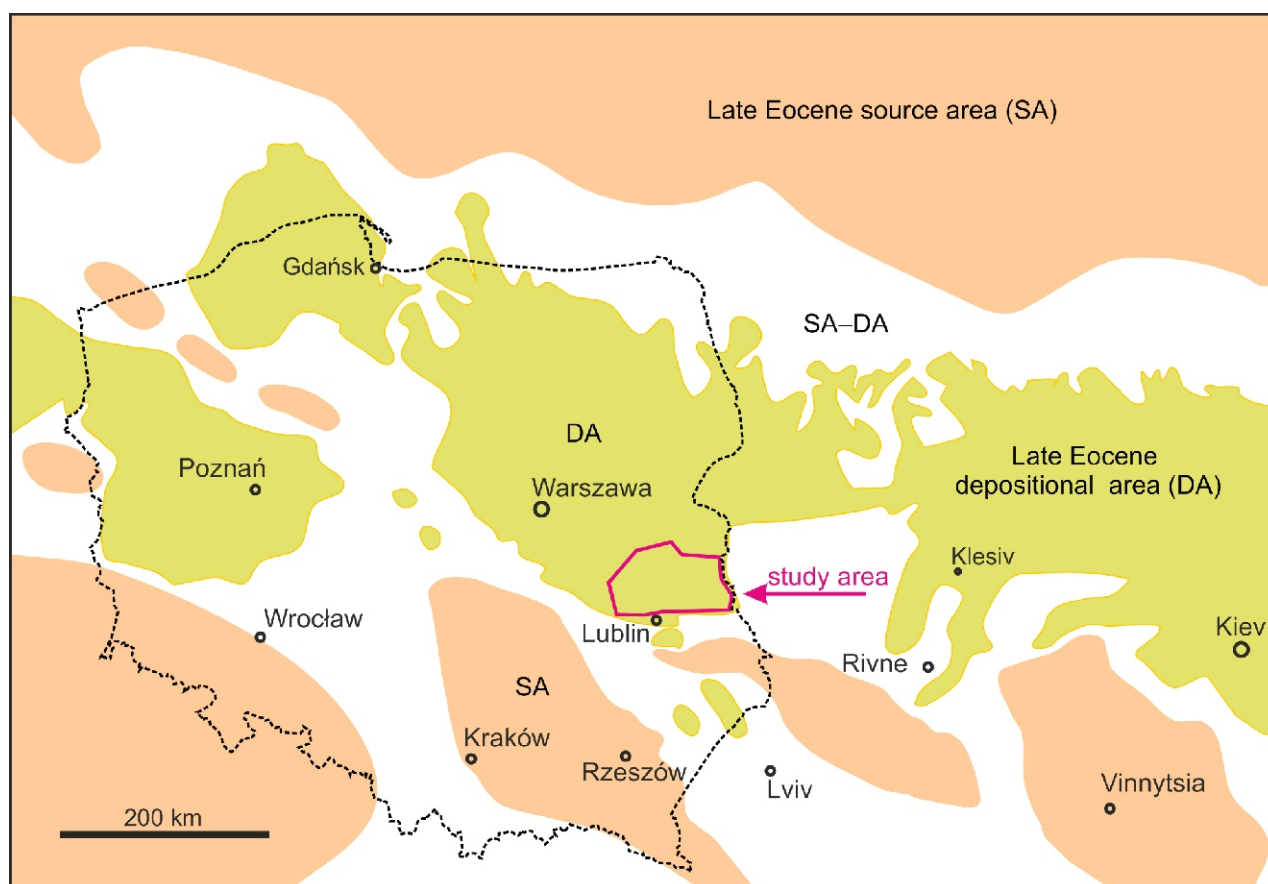 Late Eocene source area (SA)
Gdańsk
SA–DA
DA
Poznań
Warszawa
Late Eocene
depositional area (DA)
Klesiv
study area
Wrocław
Lublin
Kiev
Rivne
SA
Kraków
Rzeszów
Lviv
Vinnytsia
200 km